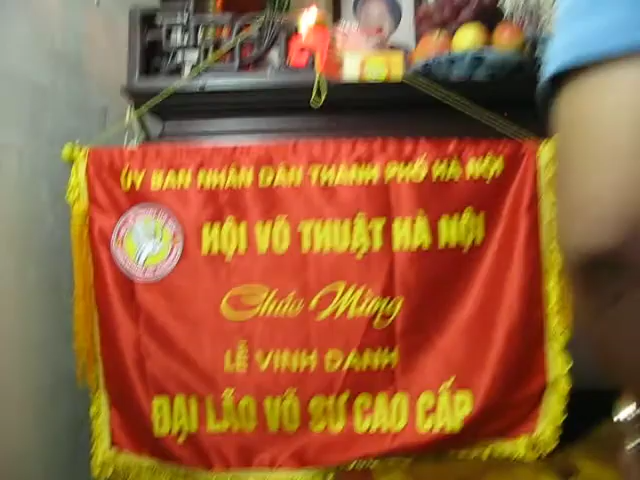 ỦY BAN NHÂN DÂN THÀNH PHỐ HÀ NỘI
HỘI VÕ THUẬT HÀ NỘI
Chúc Mừng
LỄ VINH DANH
ĐẠI LÃO VÕ SƯ CAO CẤP